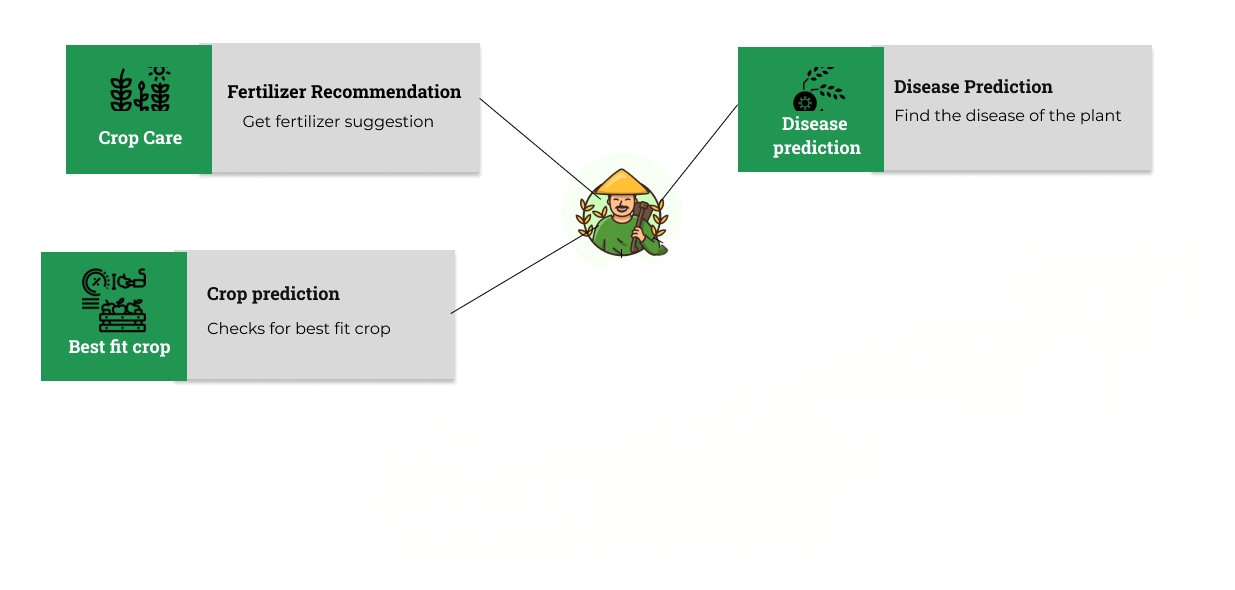 Crop Care
Fertilizer Recommendation
Get fertilizer suggestion
Disease
prediction
Disease Prediction
Find the disease of the plant
Best fit crop
Crop prediction
Checks for best fit crop